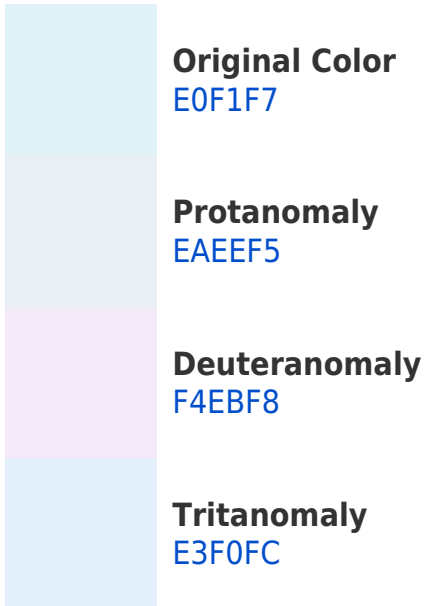 Original Color
E0F1F7
Protanomaly
EAEEF5
Deuteranomaly
F4EBF8
Tritanomaly
E3F0FC